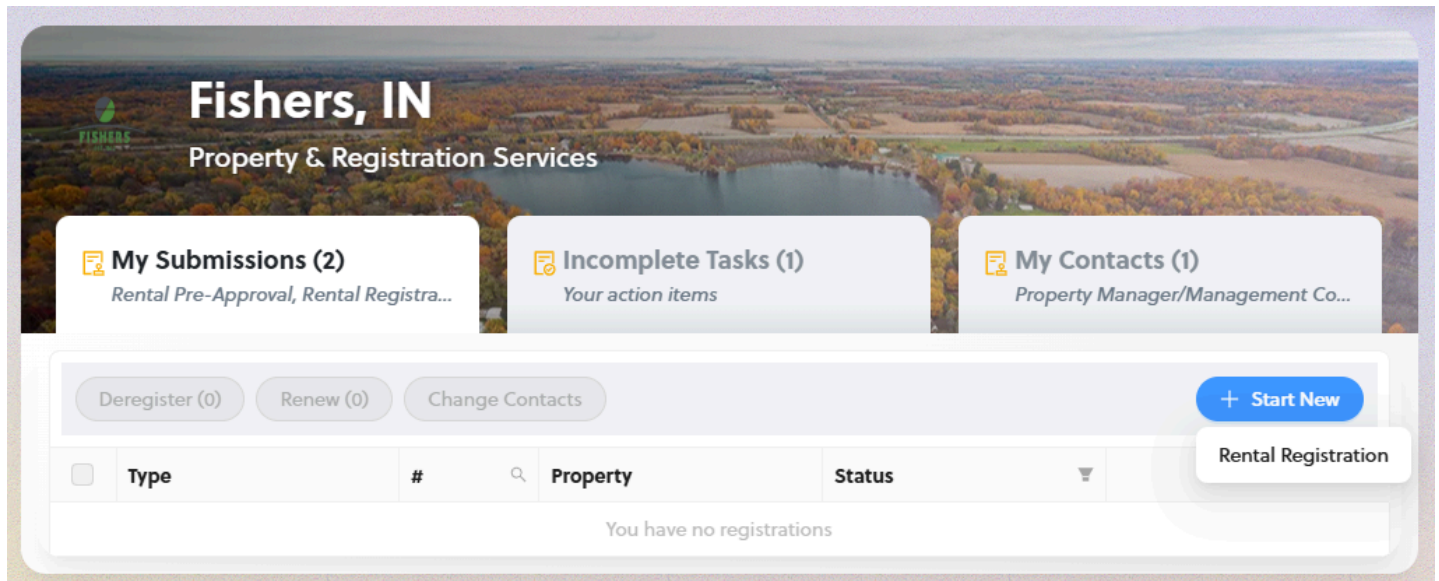 Fishers, IN
FISHERS
Property & Registration Services
My Submissions (2)
Rental Pre-Approval, Rental Registra...
Incomplete Tasks (1)
Your action items
My Contacts (1)
Property Manager/Management Co...
Deregister (0)
Renew (0)
Change Contacts
+ Start New
Rental Registration
Type
#
Property
Status
You have no registrations